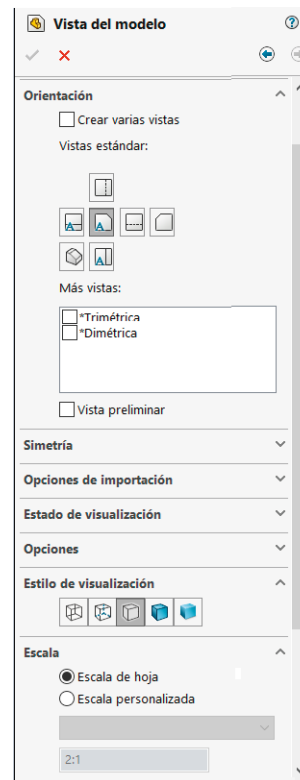 Vista del modelo
Orientación
Crear varias vistas
Vistas estándar:
A A
A
Más vistas:
*Trimétrica
*Dimétrica
Vista preliminar
Simetría
Opciones de importación
Estado de visualización
Opciones
Estilo de visualización
Escala
Escala de hoja
Escala personalizada
2:1